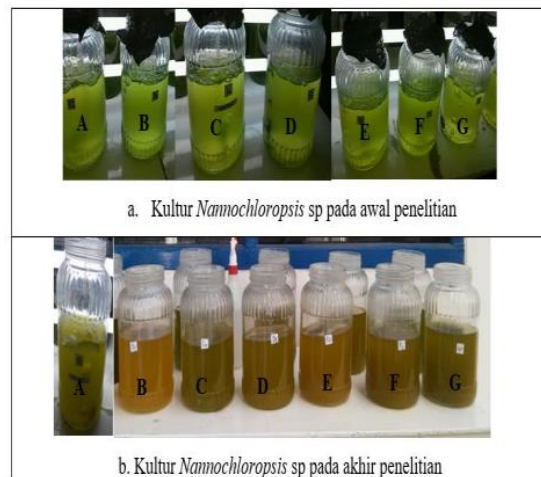 A B C D E F G
a. Kultur Nannochloropsis sp pada awal penelitian
A B C D E F G
b. Kultur Nannochloropsis sp pada akhir penelitian